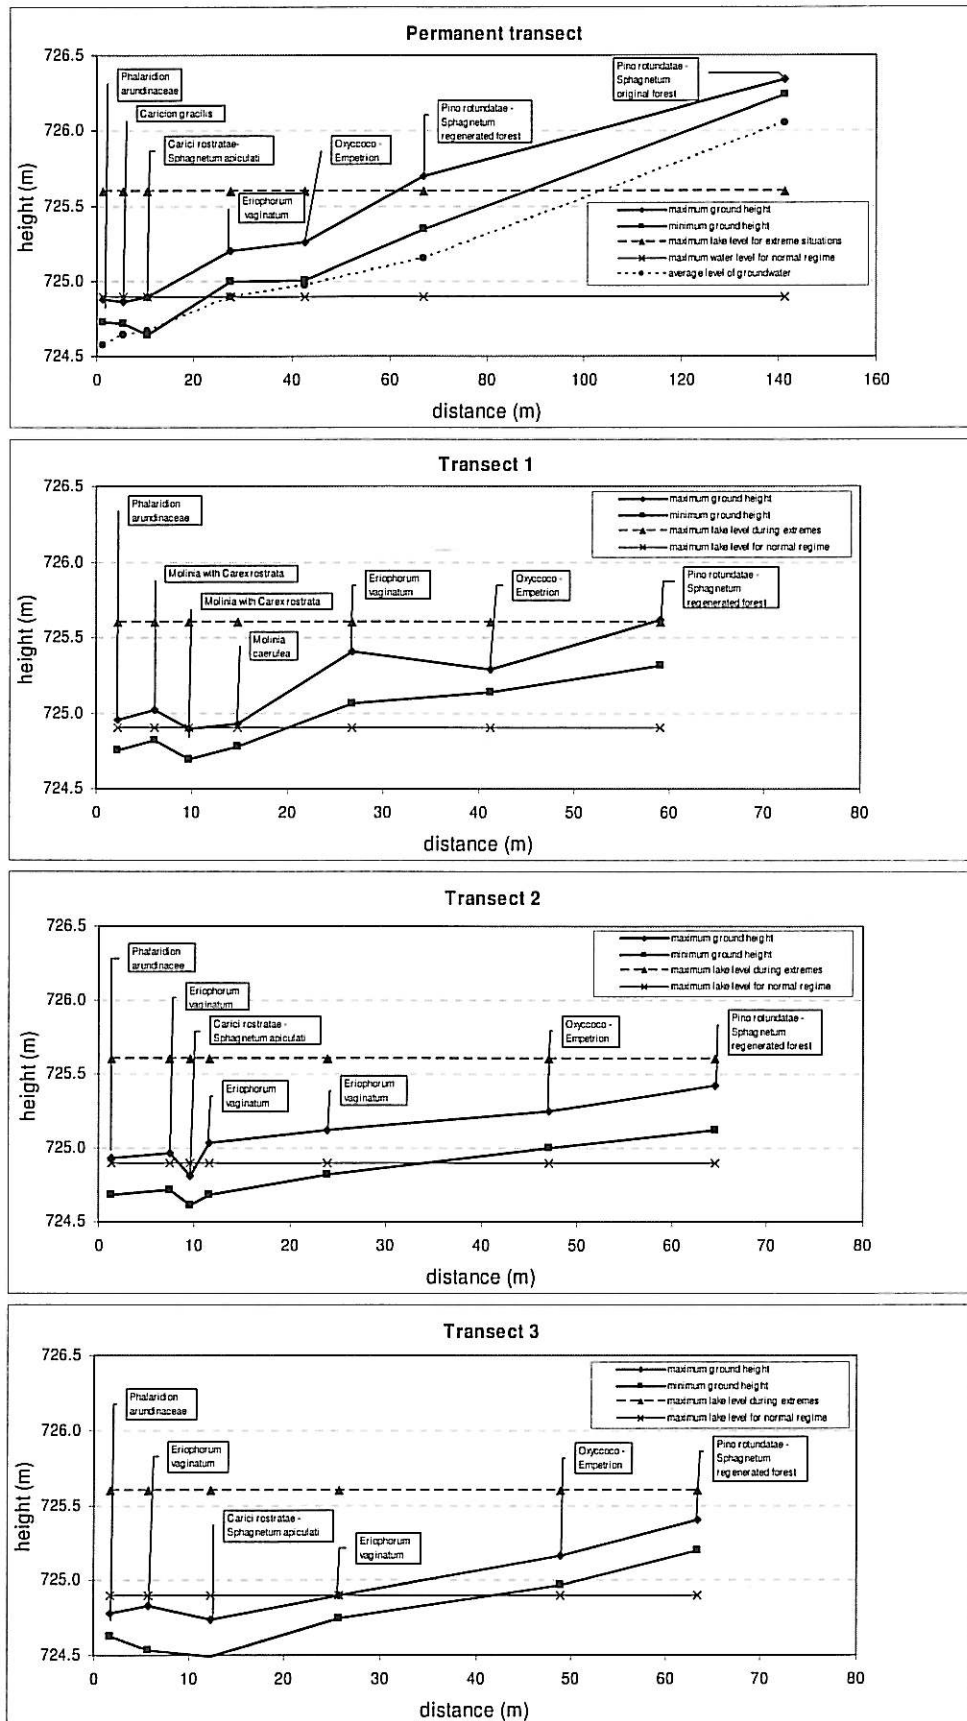 Permanent transect
726.5
726.0
725.5
725.0
724.5
height (m)
Phalaridion
arundinaceae
Caricion gracilis
Carici rostratae-
Sphagnetum apiculati
Eriophorum
vaginatum
Oxyccoco -
Empetrion
Pino rotundatae -
Sphagnetum
regenerated forest
Pino rotundatae -
Sphagnetum
original forest
maximum ground height
minimum ground height
maximum lake level for extreme situations
maximum water level for normal regime
average level of groundwater
0 20 40 60 80 100 120 140 160
distance (m)
Transect 1
726.5
726.0
725.5
725.0
724.5
height (m)
Phalaridion
arundinaceae
Molinia with Carex rostrata
Molinia with Carex rostrata
Molinia
caerulea
Eriophorum
vaginatum
Oxyccoco -
Empetrion
Pino rotundatae -
Sphagnetum
regenerated forest
maximum ground height
minimum ground height
maximum lake level during extremes
maximum lake level for normal regime
0 10 20 30 40 50 60 70 80
distance (m)
Transect 2
726.5
726.0
725.5
725.0
724.5
height (m)
Phalaridion
arundinacee
Eriophorum
vaginatum
Carici rostratae -
Sphagnetum apiculati
Eriophorum
vaginatum
Eriophorum
vaginatum
Oxyccoco -
Empetrion
Pino rotundatae -
Sphagnetum
regenerated forest
maximum ground height
minimum ground height
maximum lake level during extremes
maximum lake level for normal regime
0 10 20 30 40 50 60 70 80
distance (m)
Transect 3
726.5
726.0
725.5
725.0
724.5
height (m)
Phalaridion
arundinaceae
Eriophorum
vaginatum
Carici rostratae -
Sphagnetum apiculati
Eriophorum
vaginatum
Oxyccoco -
Empetrion
Pino rotundatae -
Sphagnetum
regenerated forest
maximum ground height
minimum ground height
maximum lake level during extremes
maximum lake level for normal regime
0 10 20 30 40 50 60 70 80
distance (m)